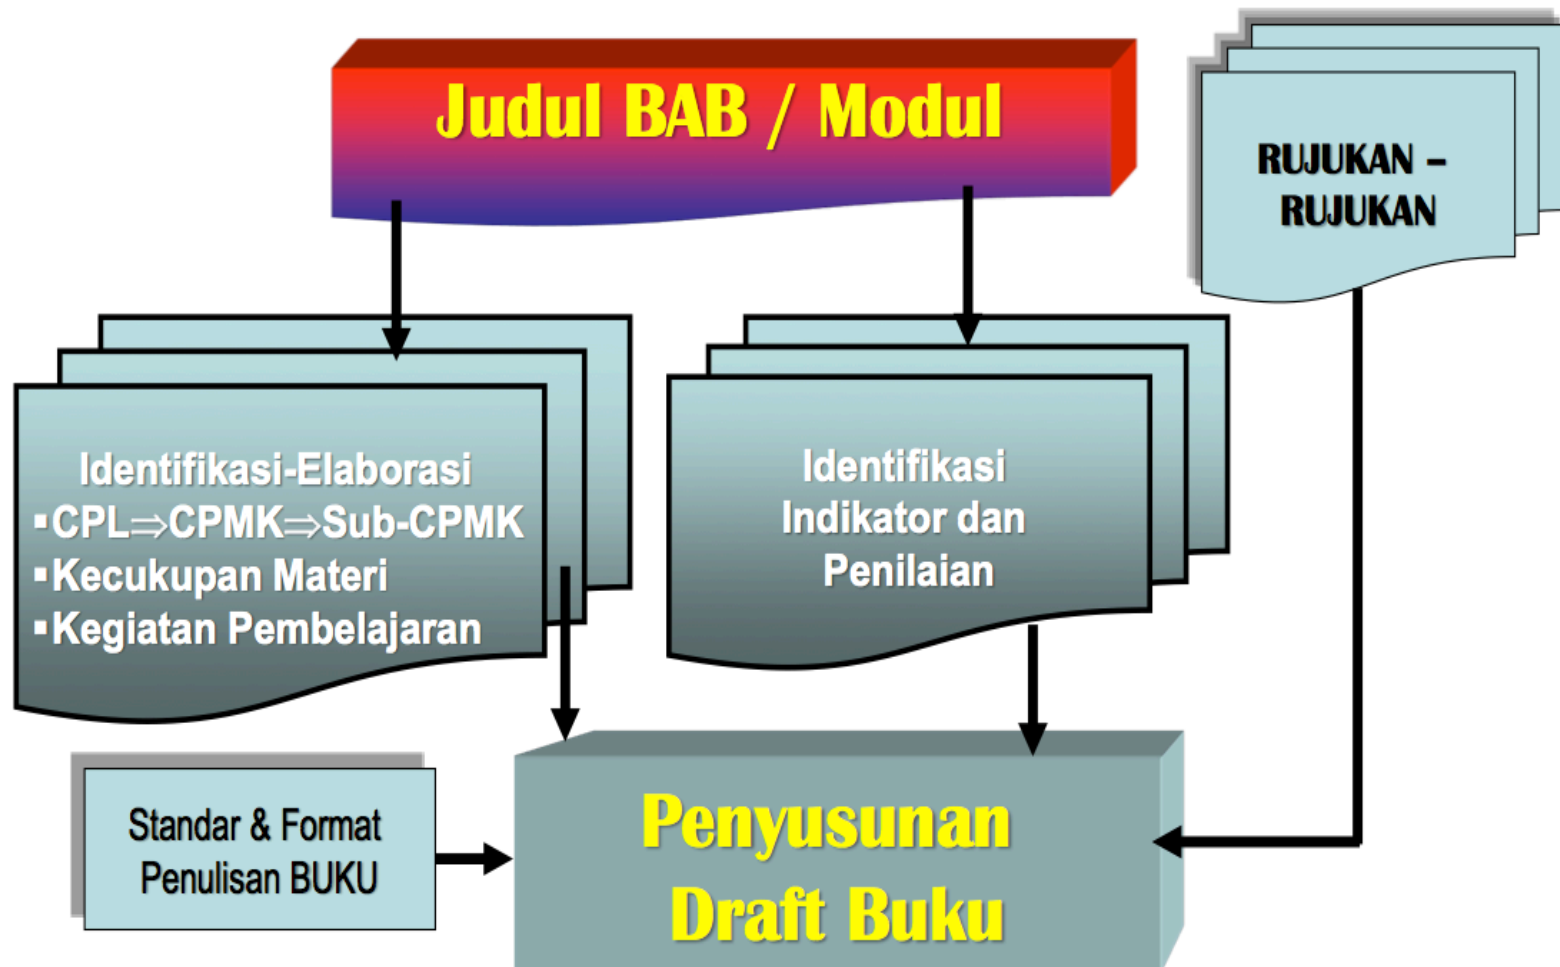 Judul BAB / Modul
RUJUKAN –
RUJUKAN
Identifikasi-Elaborasi
▪CPL⇒CPMK⇒Sub-CPMK
▪Kecukupan Materi
▪Kegiatan Pembelajaran
Identifikasi
Indikator dan
Penilaian
Standar & Format
Penulisan BUKU
Penyusunan
Draft Buku